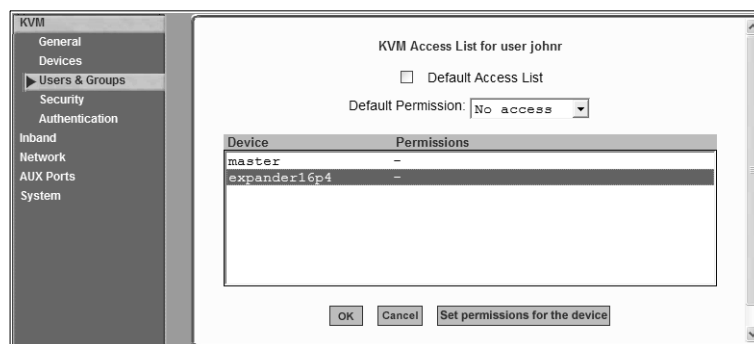 KVM
General
Devices
Users & Groups
Security
Authentication
Inband
Network
AUX Ports
System
KVM Access List for user johnr
Default Access List
Default Permission: No access
Device Permissions
master -
expander16p4 -
OK Cancel Set permissions for the device